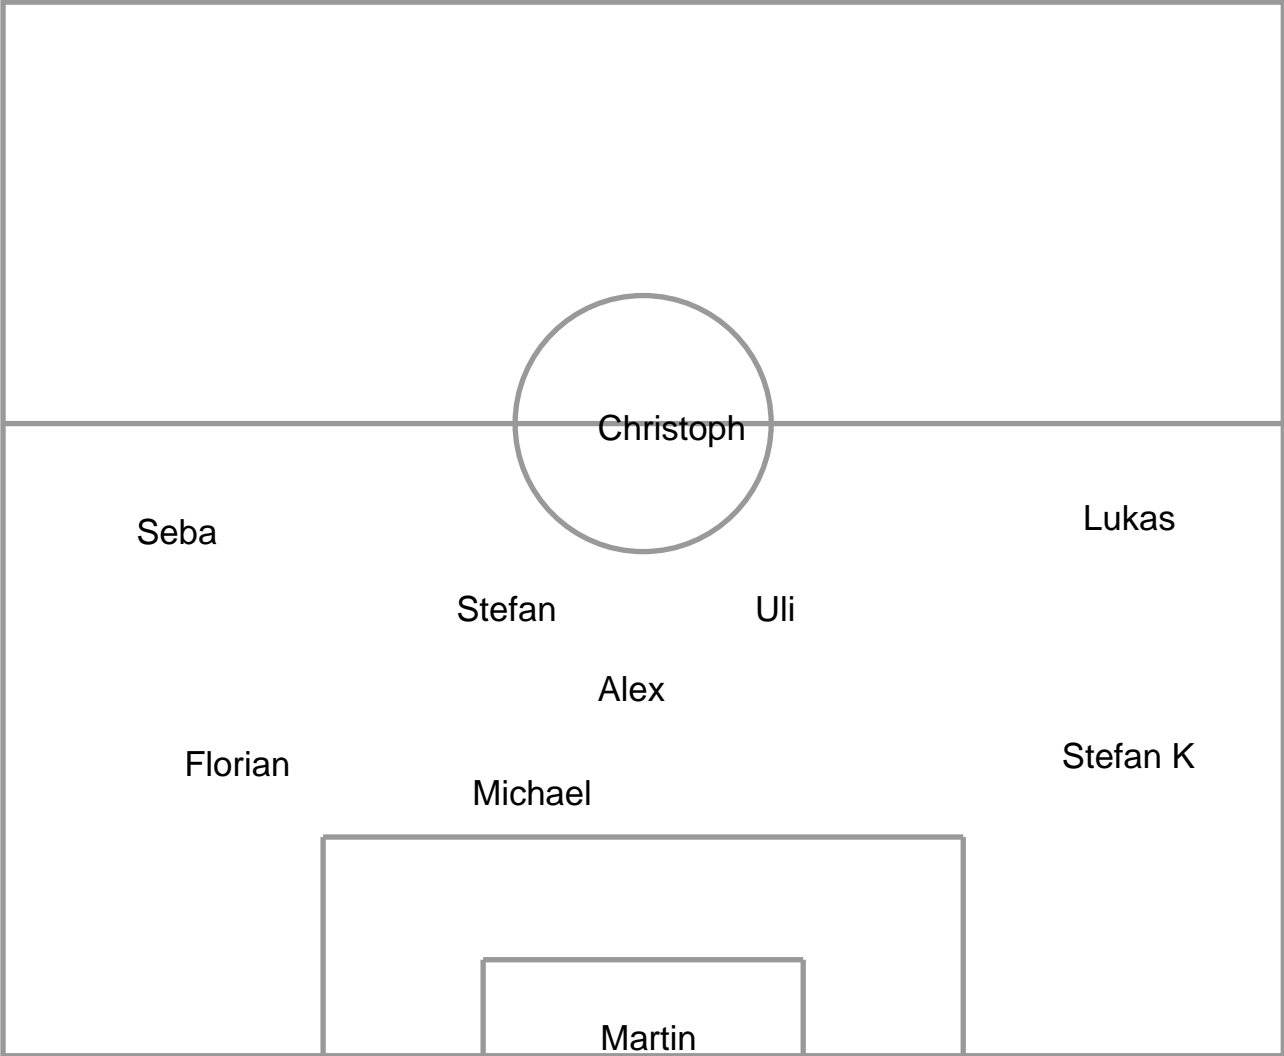 Christoph
Lukas
Seba
Stefan
Uli
Alex
Stefan K
Florian
Michael
Martin